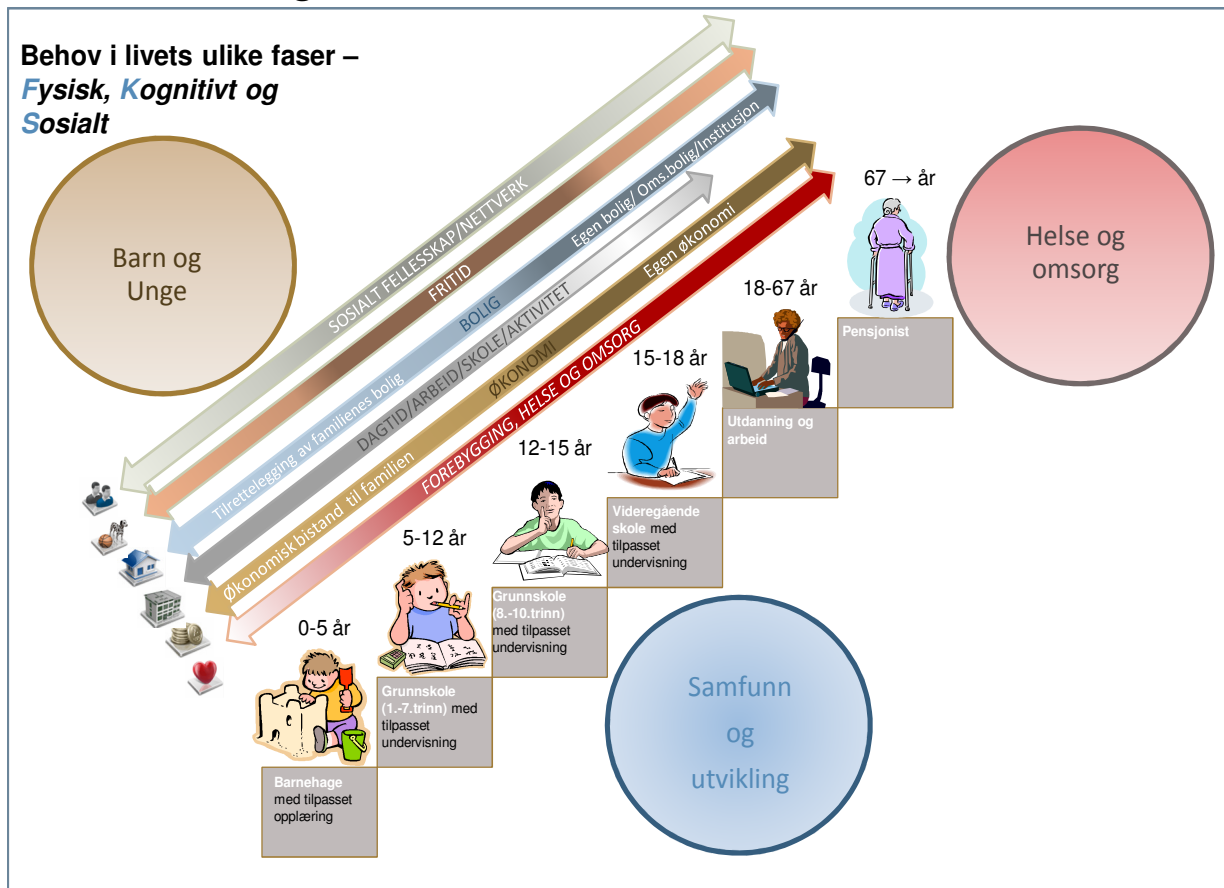 Behov i livets ulike faser –
Fysisk, Kognitivt og
Sosialt
Barn og
Unge
SOSIALT FELLESSKAP/NETTVERK
FRITID
Tilrettelegging av familienes bolig
BOLIG
Egen bolig/ Oms.bolig/Institusjon
DAGTID/ARBEID/SKOLE/AKTIVITET
Økonomisk bistand til familien
ØKONOMI
Egen økonomi
FOREBYGGING, HELSE OG OMSORG
Helse og
omsorg
67 → år
Pensjonist
18-67 år
Utdanning og
arbeid
15-18 år
Videregående
skole med
tilpasset
undervisning
12-15 år
Grunnskole
(8.-10.trinn)
med tilpasset
undervisning
5-12 år
Grunnskole
(1.-7.trinn) med
tilpasset
undervisning
0-5 år
Barnehage
med tilpasset
opplæring
Samfunn
og
utvikling